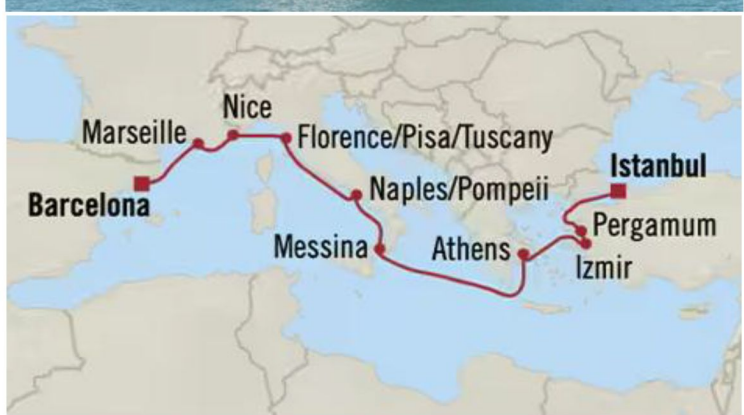 Nice
Marseille
Florence/Pisa/Tuscany
Barcelona
Naples/Pompeii
Istanbul
Messina
Athens
Pergamum
Izmir